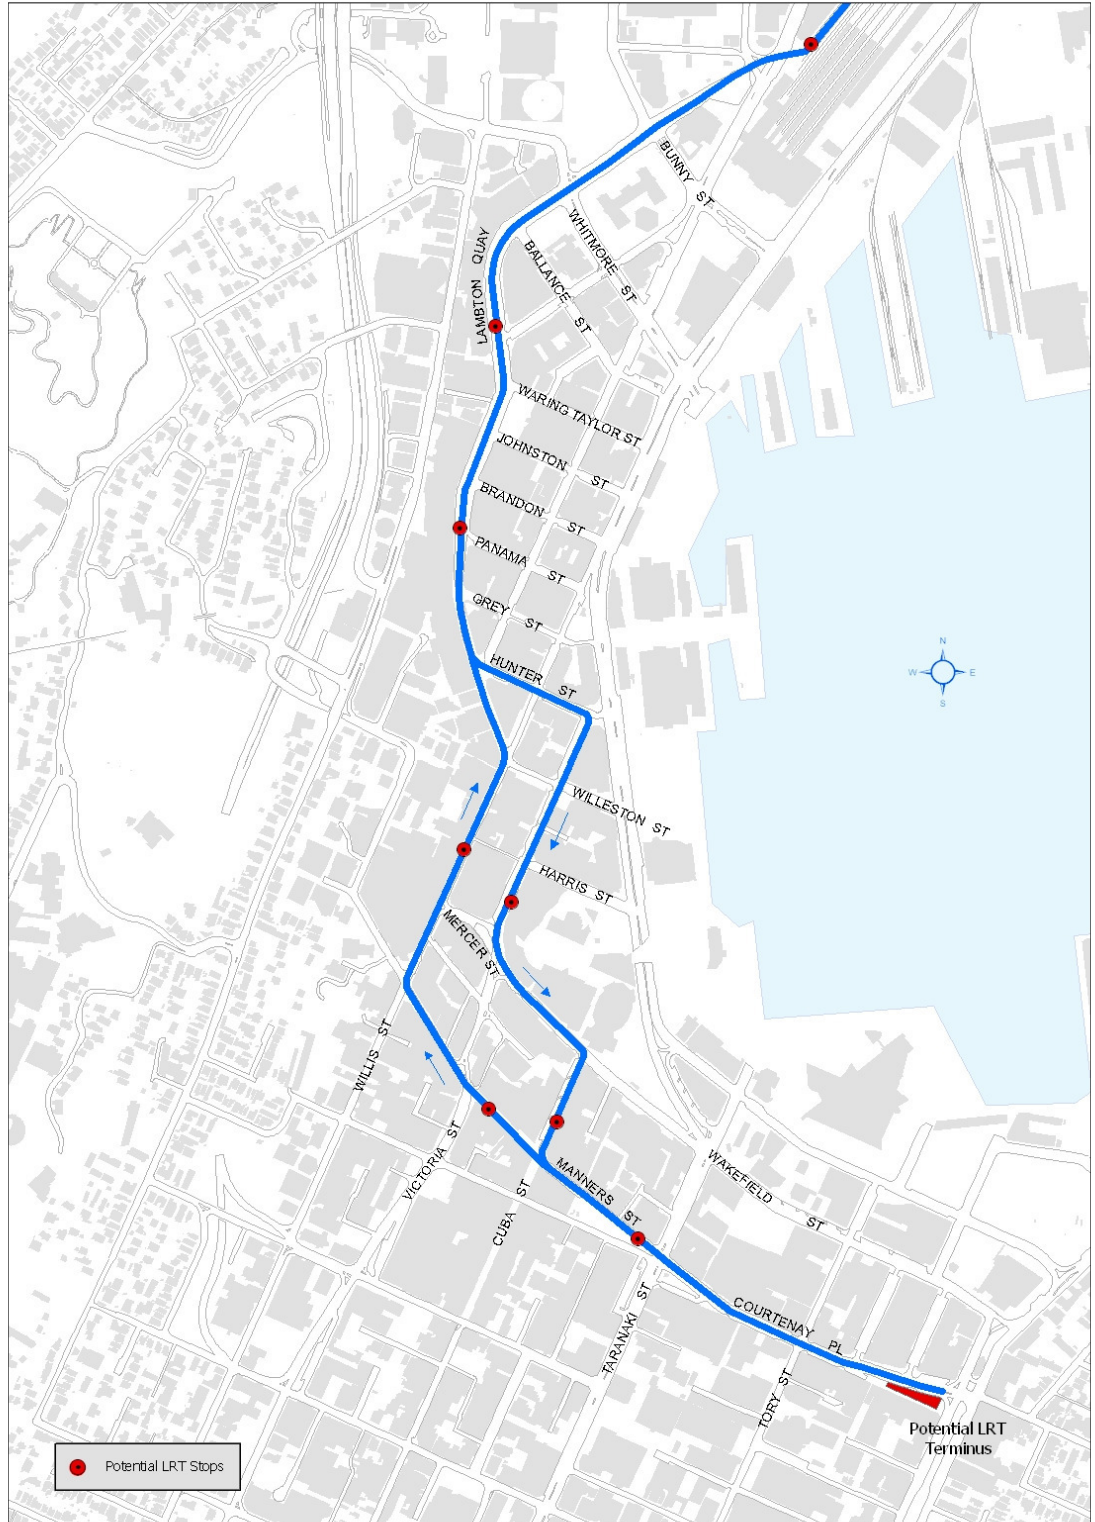 BUNNY ST
WHITMORE ST
LAMBTON QUAY
BALLANCE ST
WARING TAYLOR ST
JOHNSTON ST
BRANDON ST
PANAMA ST
GREY ST
HUNTER ST
N
W E
S
WILLESTON ST
HARRIS ST
MERCER ST
WILLIS ST
VICTORIA ST
CUBA ST
MANNERS ST
WAKEFIELD ST
TARANAKI ST
COURTENAY PL
TORY ST
Potential LRT
Terminus
Potential LRT Stops